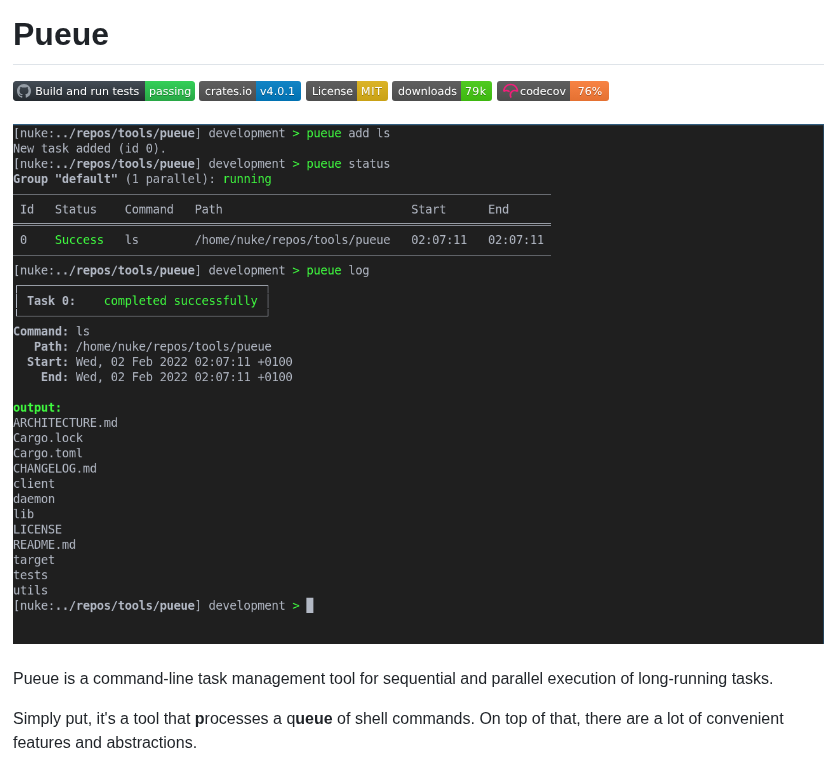 Pueue
Build and run tests passing crates.io v4.0.1 License MIT downloads 79k codecov 76%
[nuke:../repos/tools/pueue] development > pueue add ls
New task added (id 0).
[nuke:../repos/tools/pueue] development > pueue status
Group "default" (1 parallel): running
Id Status Command Path Start End
0 Success ls /home/nuke/repos/tools/pueue 02:07:11 02:07:11
[nuke:../repos/tools/pueue] development > pueue log
Task 0: completed successfully
Command: ls
Path: /home/nuke/repos/tools/pueue
Start: Wed, 02 Feb 2022 02:07:11 +0100
End: Wed, 02 Feb 2022 02:07:11 +0100
output:
ARCHITECTURE.md
Cargo.lock
Cargo.toml
CHANGELOG.md
client
daemon
lib
LICENSE
README.md
target
tests
utils
[nuke:../repos/tools/pueue] development >
Pueue is a command-line task management tool for sequential and parallel execution of long-running tasks.
Simply put, it's a tool that processes a queue of shell commands. On top of that, there are a lot of convenient
features and abstractions.